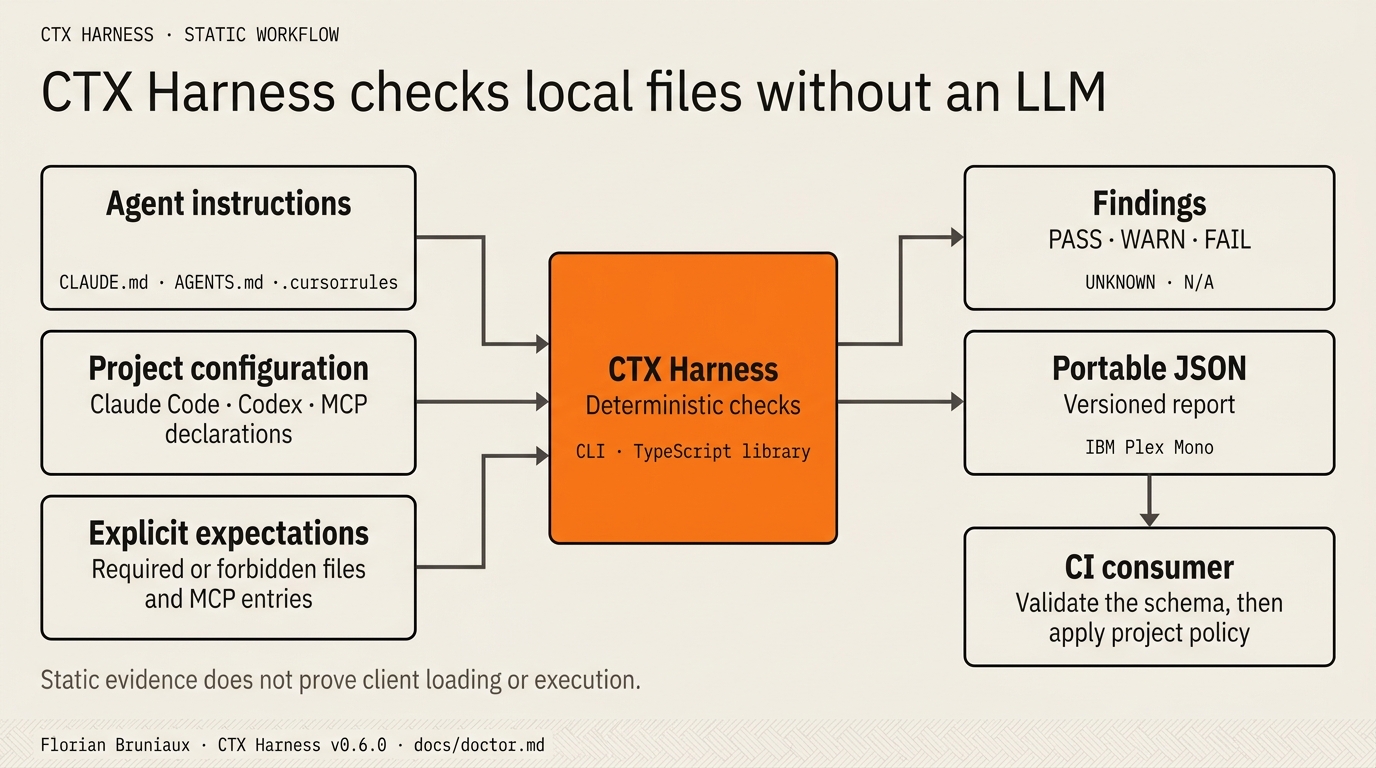 CTX HARNESS · STATIC WORKFLOW
CTX Harness checks local files without an LLM
Agent instructions
CLAUDE.md · AGENTS.md ·.cursorrules
Project configuration
Claude Code · Codex · MCP
declarations
Explicit expectations
Required or forbidden files
and MCP entries
CTX Harness
Deterministic checks
CLI · TypeScript library
Findings
PASS · WARN · FAIL
UNKNOWN · N/A
Portable JSON
Versioned report
IBM Plex Mono
CI consumer
Validate the schema, then
apply project policy
Static evidence does not prove client loading or execution.
Florian Bruniaux · CTX Harness v0.6.0 · docs/doctor.md